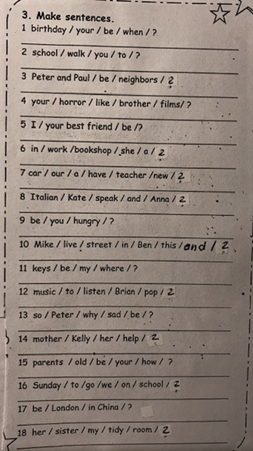 3. Make sentences.
1 birthday / your / be / when / ?
2 school / walk / you / to / ?
3 Peter and Paul / be / neighbors / ?
4 your / horror / like / brother / films/ ?
5 I / your best friend / be /?
6 in / work /bookshop / she / a / ?
7 car / our / a / have / teacher /new / ?
8 Italian / Kate / speak / and / Anna / ?
9 be / you / hungry / ?
10 Mike / live / street / in / Ben / this / and / ?
11 keys / be / my / where / ?
12 music / to / listen / Brian / pop / ?
13 so / Peter / why / sad / be / ?
14 mother / Kelly / her / help / ?
15 parents / old / be / your / how / ?
16 Sunday / to /go /we / on / school / ?
17 be / London / in China / ?
18 her / sister / my / tidy / room / ?